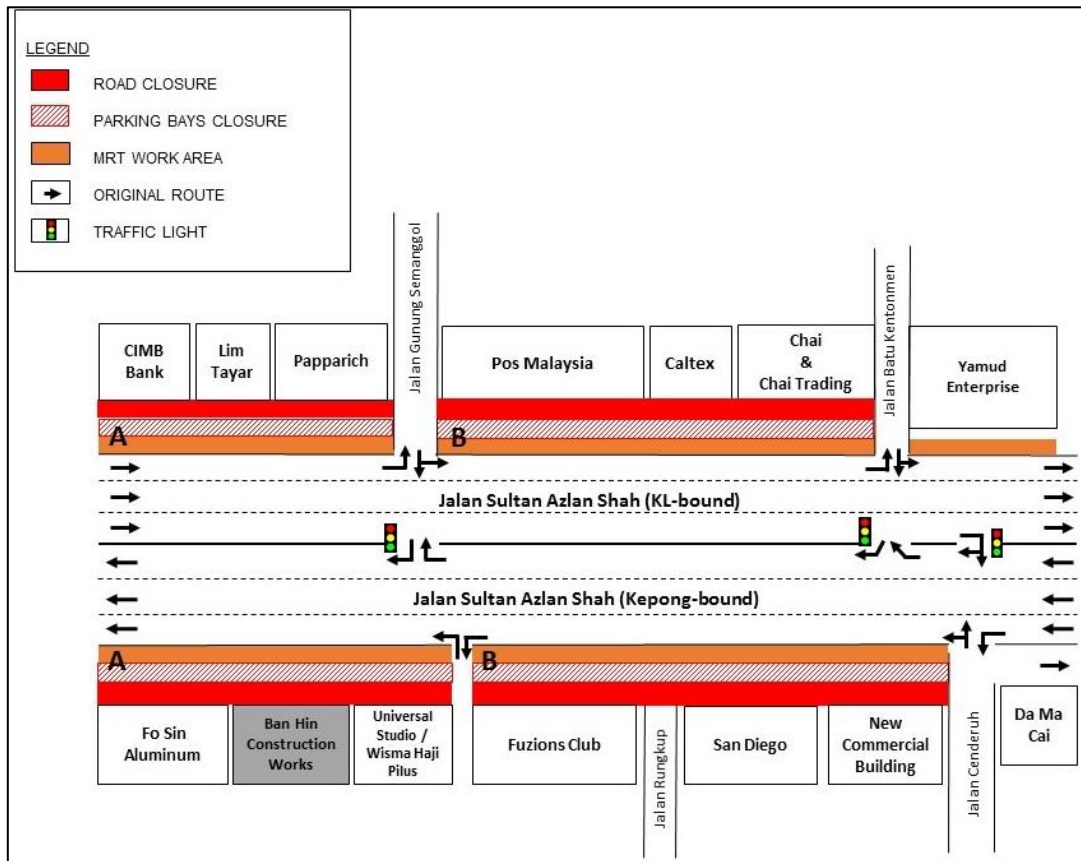 LEGEND
ROAD CLOSURE
PARKING BAYS CLOSURE
MRT WORK AREA
ORIGINAL ROUTE
TRAFFIC LIGHT
Jalan Gunung Semanggol
Jalan Batu Kentonmen
CIMB
Bank
Lim
Tayar
Papparich
Pos Malaysia
Caltex
Chai
&
Chai Trading
Yamud
Enterprise
A
B
Jalan Sultan Azlan Shah (KL-bound)
Jalan Sultan Azlan Shah (Kepong-bound)
A
B
Fo Sin
Aluminum
Ban Hin
Construction
Works
Universal
Studio /
Wisma Haji
Pilus
Fuzions Club
Jalan Rungkup
San Diego
New
Commercial
Building
Jalan Cenderuh
Da Ma
Cai